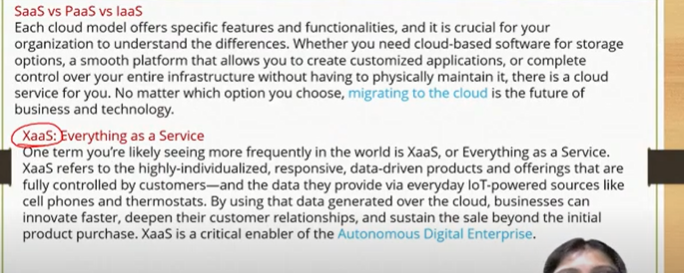 SaaS vs PaaS vs IaaS
Each cloud model offers specific features and functionalities, and it is crucial for your
organization to understand the differences. Whether you need cloud-based software for storage
options, a smooth platform that allows you to create customized applications, or complete
control over your entire infrastructure without having to physically maintain it, there is a cloud
service for you. No matter which option you choose, migrating to the cloud is the future of
business and technology.
XaaS: Everything as a Service
One term you're likely seeing more frequently in the world is XaaS, or Everything as a Service.
XaaS refers to the highly-individualized, responsive, data-driven products and offerings that are
fully controlled by customers—and the data they provide via everyday IoT-powered sources like
cell phones and thermostats. By using that data generated over the cloud, businesses can
innovate faster, deepen their customer relationships, and sustain the sale beyond the initial
product purchase. XaaS is a critical enabler of the Autonomous Digital Enterprise.